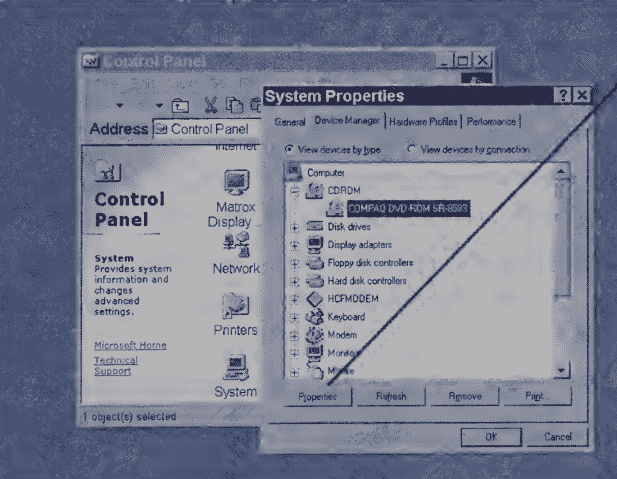 Control Panel
System Properties
General
Device Manager
Hardware Profiles
Performance
Address
Control Panel
View devices by type
View devices by connection
Internet
Control
Panel
System
Provides system
information and
changes
advanced
settings.
Microsoft Home
Technical
Support
Matrox
Display ...
Network
Printers
System
Computer
CDROM
COMPAQ DVD-ROM SR-8583
Disk drives
Display adapters
Floppy disk controllers
Hard disk controllers
HCFMODEM
Keyboard
Modem
Properties
Refresh
Remove
Print...
1 object(s) selected
OK
Cancel